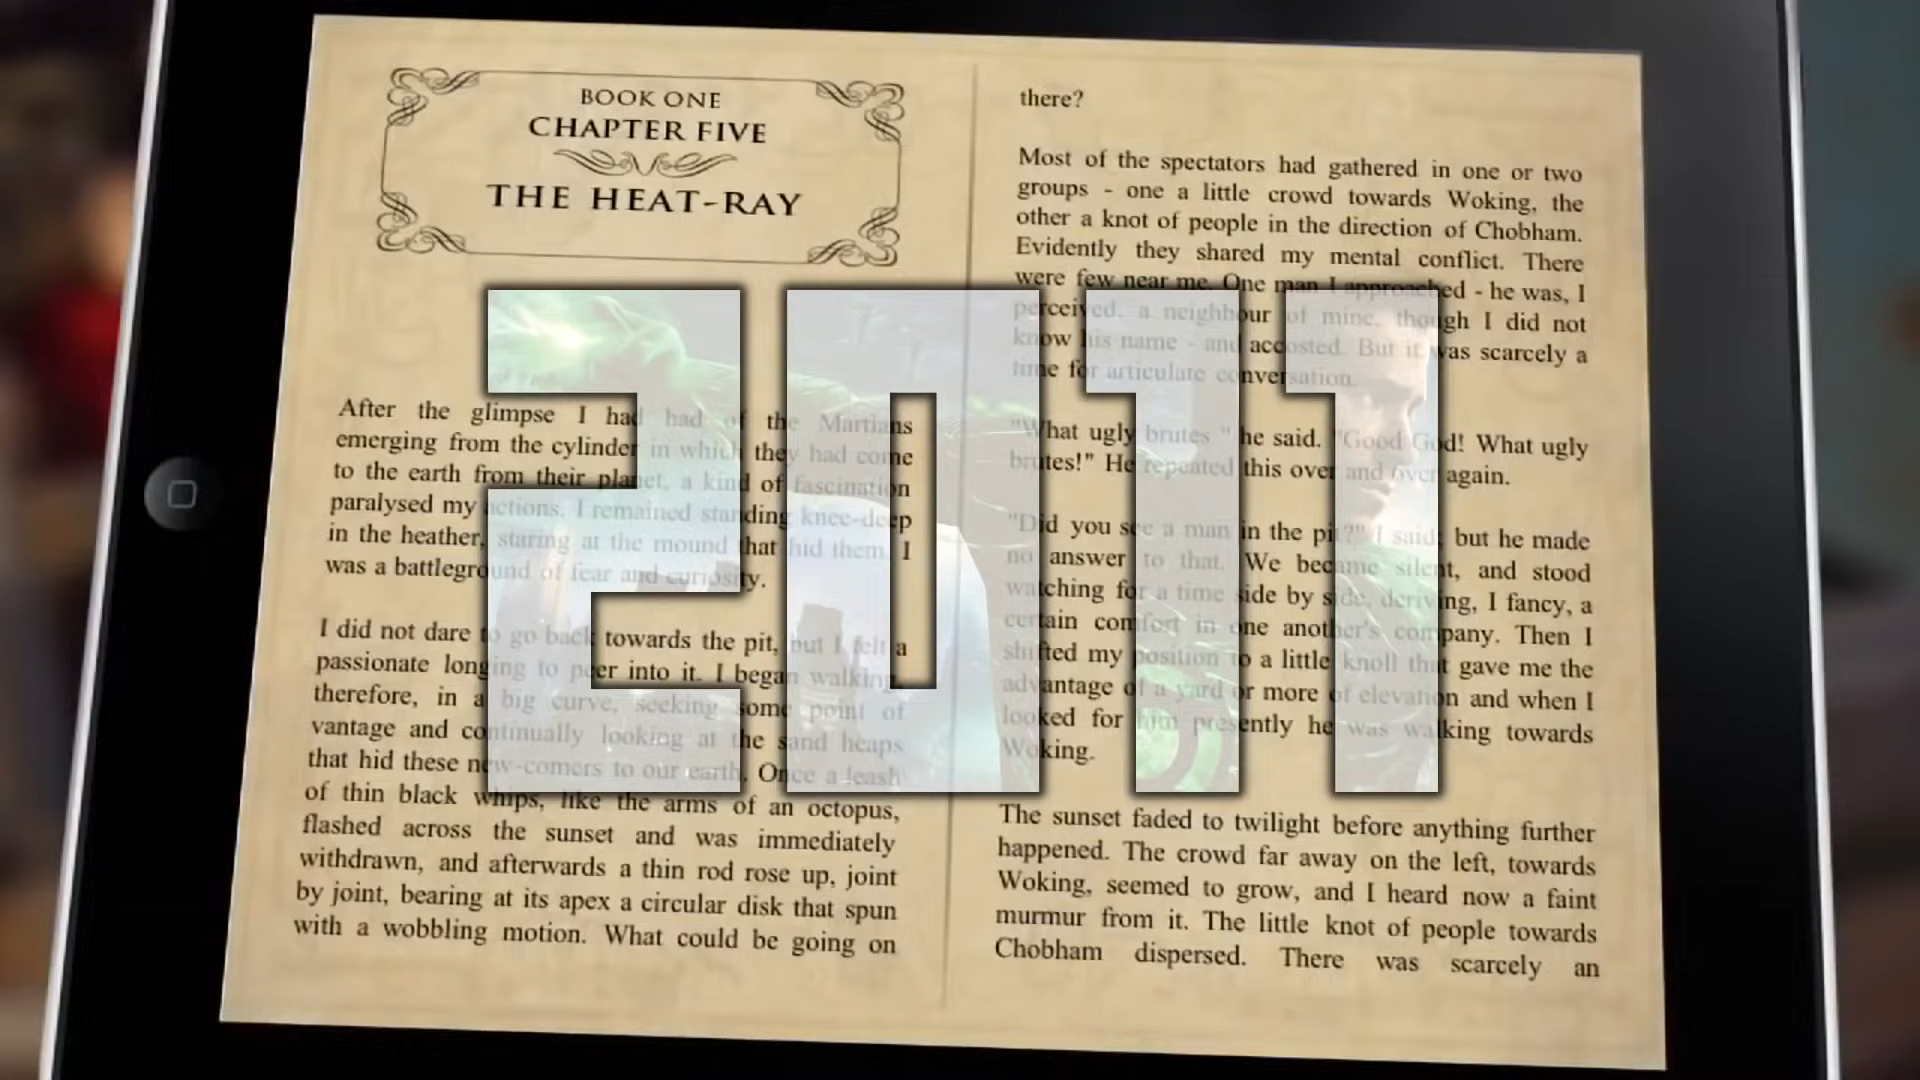 BOOK ONE
CHAPTER FIVE
THE HEAT-RAY
After the glimpse I had had of the Martians
emerging from the cylinder in which they had come
to the earth from their planet, a kind of fascination
paralysed my actions. I remained standing knee-deep
in the heather, staring at the mound that hid them. I
was a battleground of fear and curiosity.
I did not dare to go back towards the pit, but I felt a
passionate longing to peer into it. I began walking,
therefore, in a big curve, seeking some point of
vantage and continually looking at the sand heaps
that hid these new-comers to our earth. Once a leash
of thin black whips, like the arms of an octopus,
flashed across the sunset and was immediately
withdrawn, and afterwards a thin rod rose up, joint
by joint, bearing at its apex a circular disk that spun
with a wobbling motion. What could be going on
there?
Most of the spectators had gathered in one or two
groups - one a little crowd towards Woking, the
other a knot of people in the direction of Chobham.
Evidently they shared my mental conflict. There
were few near me. One man I approached - he was, I
perceived, a neighbour of mine, though I did not
know his name - and accosted. But it was scarcely a
time for articulate conversation.
"What ugly brutes " he said. "Good God! What ugly
brutes!" He repeated this over and over again.
"Did you see a man in the pit?" I said; but he made
no answer to that. We became silent, and stood
watching for a time side by side, deriving, I fancy, a
certain comfort in one another's company. Then I
shifted my position to a little knoll that gave me the
advantage of a yard or more of elevation and when I
looked for him presently he was walking towards
Woking.
The sunset faded to twilight before anything further
happened. The crowd far away on the left, towards
Woking, seemed to grow, and I heard now a faint
murmur from it. The little knot of people towards
Chobham dispersed. There was scarcely an
2011